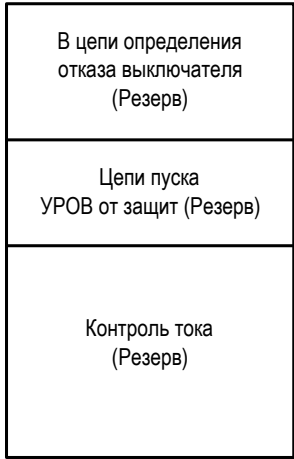 В цепи определения
отказа выключателя
(Резерв)
Цепи пуска
УРОВ от защит (Резерв)
Контроль тока
(Резерв)